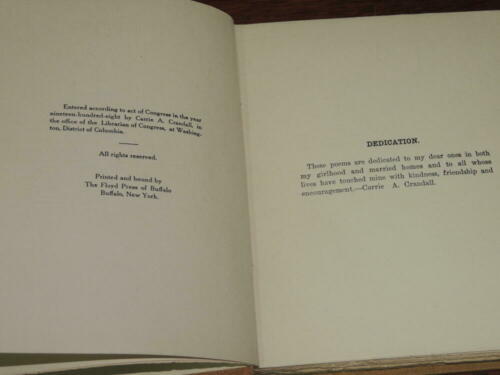 Entered according to act of Congress in the year
nineteen-hundred-eight by Carrie A. Crandall, in
the office of the Librarian of Congress, at Washing-
ton, District of Columbia.
All rights reserved.
Printed and bound by
The Floyd Press of Buffalo
Buffalo, New York.
DEDICATION.
These poems are dedicated to my dear ones in both
my girlhood and married homes and to all whose
lives have touched mine with kindness, friendship and
encouragement.—Carrie A. Crandall.